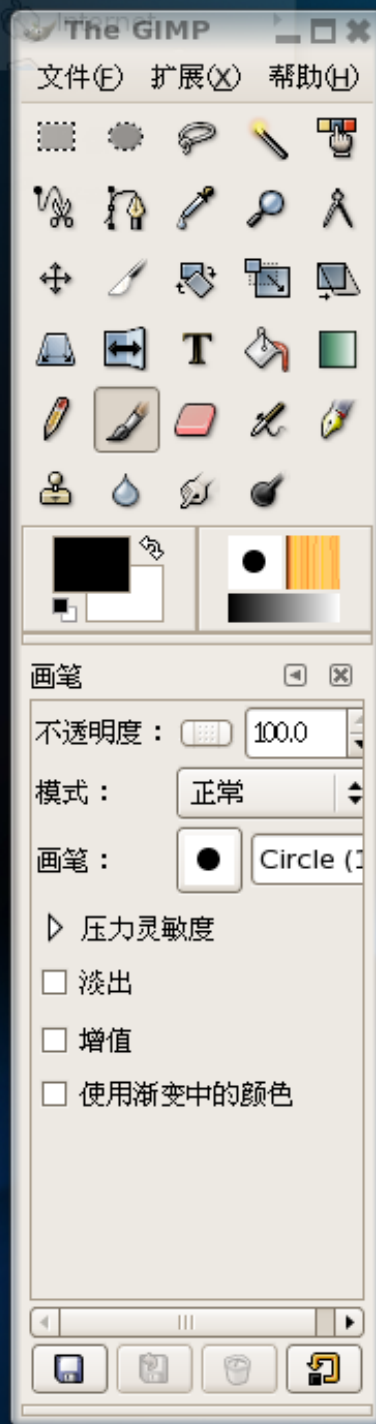 Internet
The GIMP
文件(F) 扩展(X) 帮助(H)
画笔
不透明度： 100.0
模式： 正常
画笔： Circle (1
压力灵敏度
淡出
增值
使用渐变中的颜色